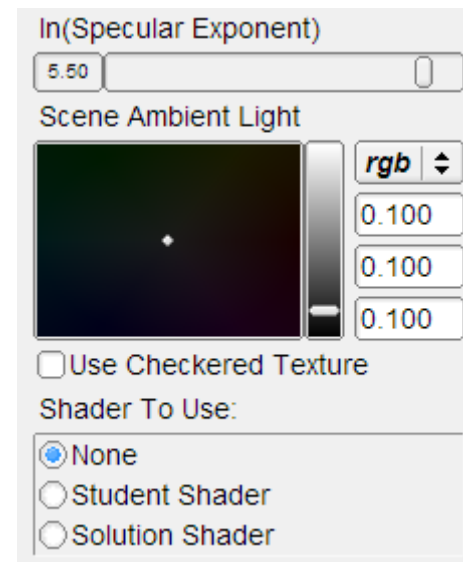 ln(Specular Exponent)
5.50
Scene Ambient Light
rgb
0.100
0.100
0.100
Use Checkered Texture
Shader To Use:
None
Student Shader
Solution Shader